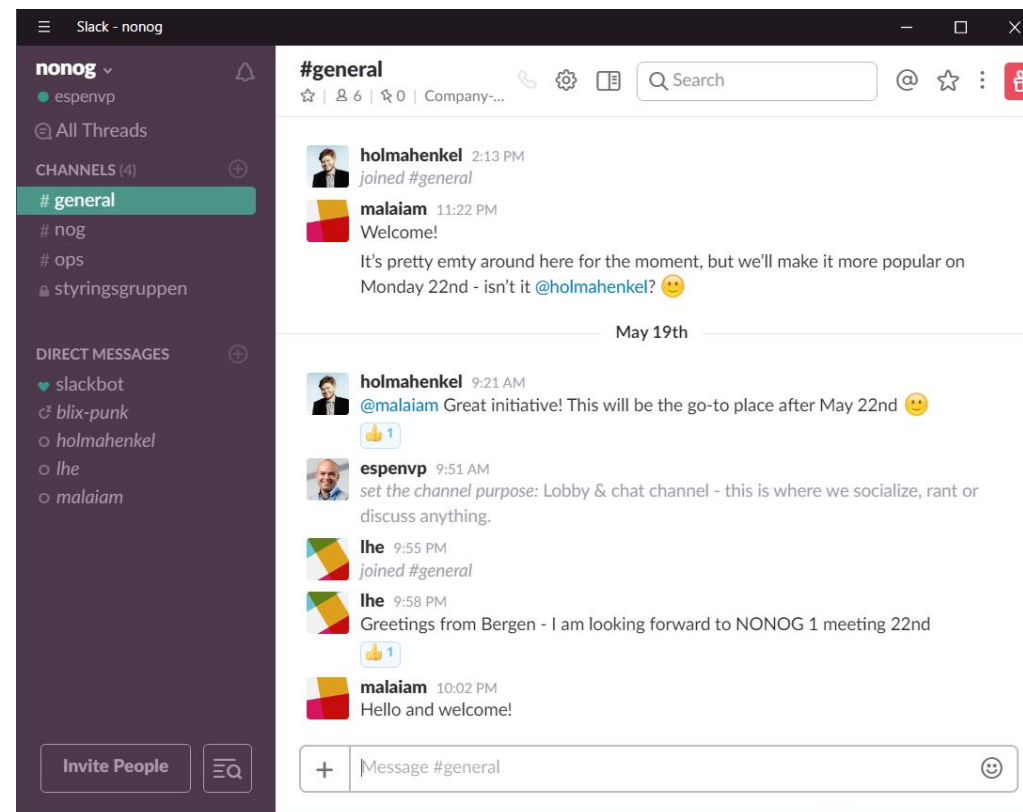 Slack - nonog
nonog
espenvp
All Threads
CHANNELS (4)
# general
# nog
# ops
styringsgruppen
DIRECT MESSAGES
slackbot
blix-punk
holmahenkel
lhe
malaiam
Invite People
#general
6 | 0 | Company-...
Search
holmahenkel 2:13 PM
joined #general
malaiam 11:22 PM
Welcome!
It's pretty emty around here for the moment, but we'll make it more popular on
Monday 22nd - isn't it @holmahenkel?
May 19th
holmahenkel 9:21 AM
@malaiam Great initiative! This will be the go-to place after May 22nd
1
espenvp 9:51 AM
set the channel purpose: Lobby & chat channel - this is where we socialize, rant or
discuss anything.
lhe 9:55 PM
joined #general
lhe 9:58 PM
Greetings from Bergen - I am looking forward to NONOG 1 meeting 22nd
1
malaiam 10:02 PM
Hello and welcome!
Message #general